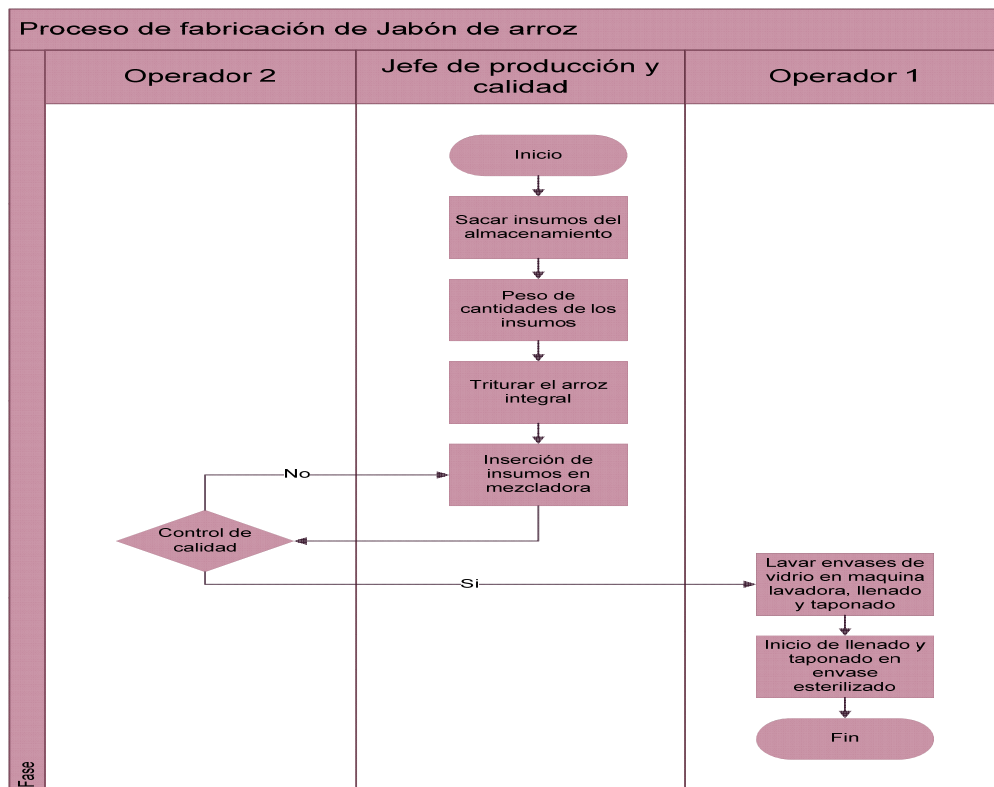 Proceso de fabricación de Jabón de arroz
Operador 2
Jefe de producción y
calidad
Operador 1
Inicio
Sacar insumos del
almacenamiento
Peso de
cantidades de los
insumos
Triturar el arroz
integral
Inserción de
insumos en
mezcladora
No
Control de
calidad
Si
Lavar envases de
vidrio en maquina
lavadora, llenado
y taponado
Inicio de llenado y
taponado en
envase
esterilizado
Fin
Fase